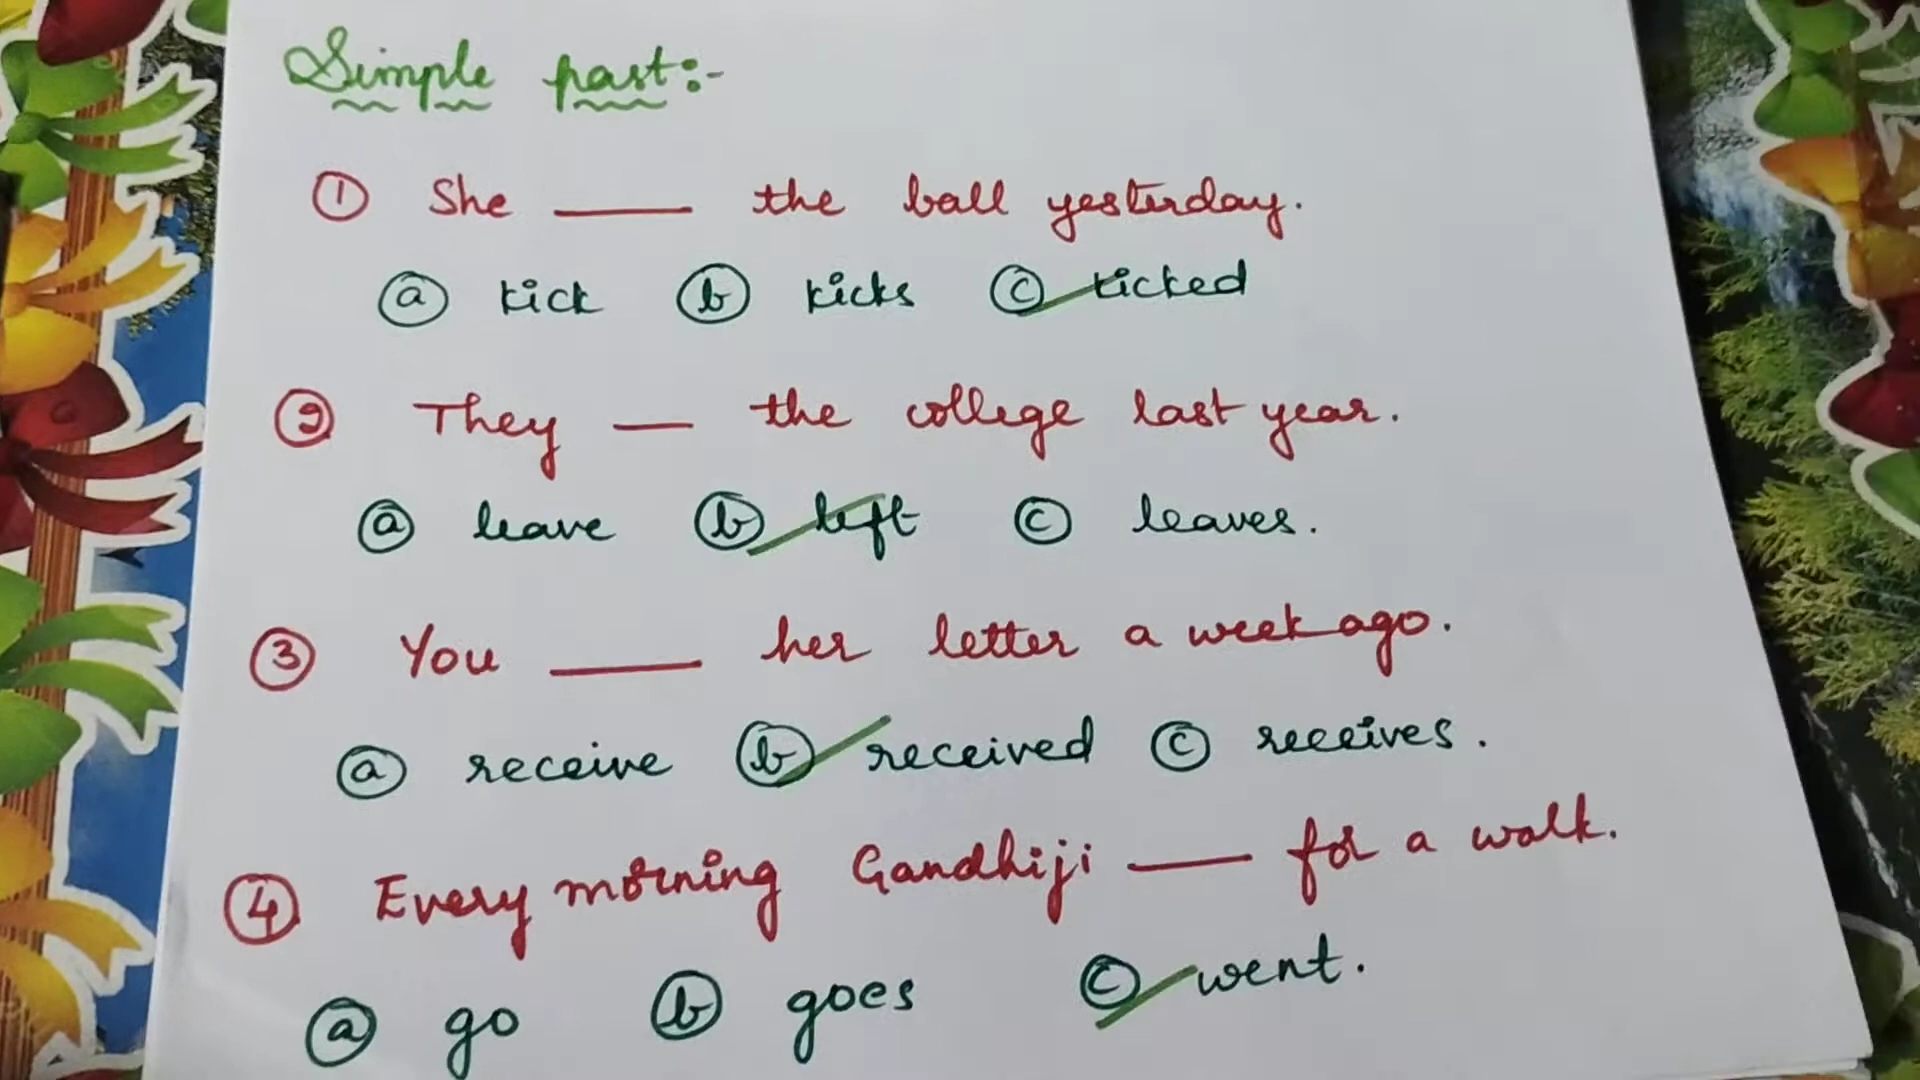 Simple past:-
① She ____ the ball yesterday.
ⓐ kick ⓑ kicks ⓒ kicked
② They __ the college last year.
ⓐ leave ⓑ left ⓒ leaves.
③ You ____ her letter a week ago.
ⓐ receive ⓑ received ⓒ receives.
④ Every morning Gandhiji ___ for a walk.
ⓐ go ⓑ goes ⓒ went.